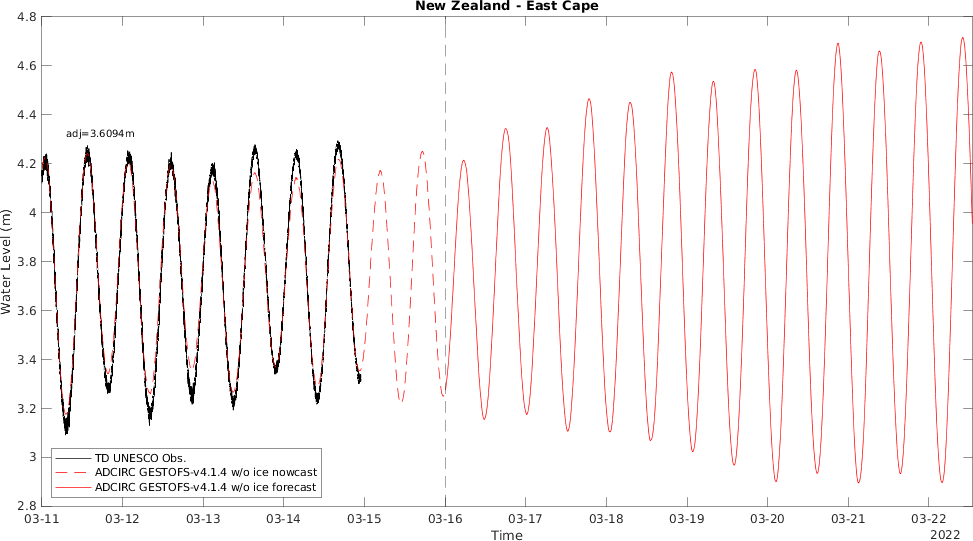 New Zealand - East Cape
4.8
4.6
4.4
4.2
4
3.8
3.6
3.4
3.2
3
2.8
Water Level (m)
adj=3.6094m
TD UNESCO Obs.
ADCIRC GESTOFS-v4.1.4 w/o ice nowcast
ADCIRC GESTOFS-v4.1.4 w/o ice forecast
03-11 03-12 03-13 03-14 03-15 03-16 03-17 03-18 03-19 03-20 03-21 03-22
Time
2022